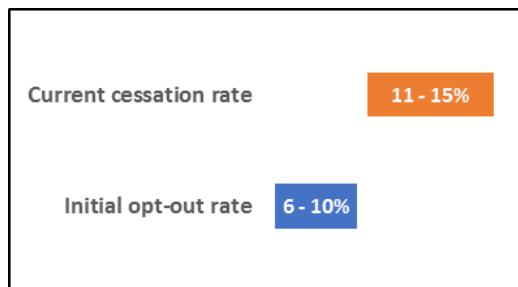 Current cessation rate 11 - 15%
Initial opt-out rate 6 - 10%